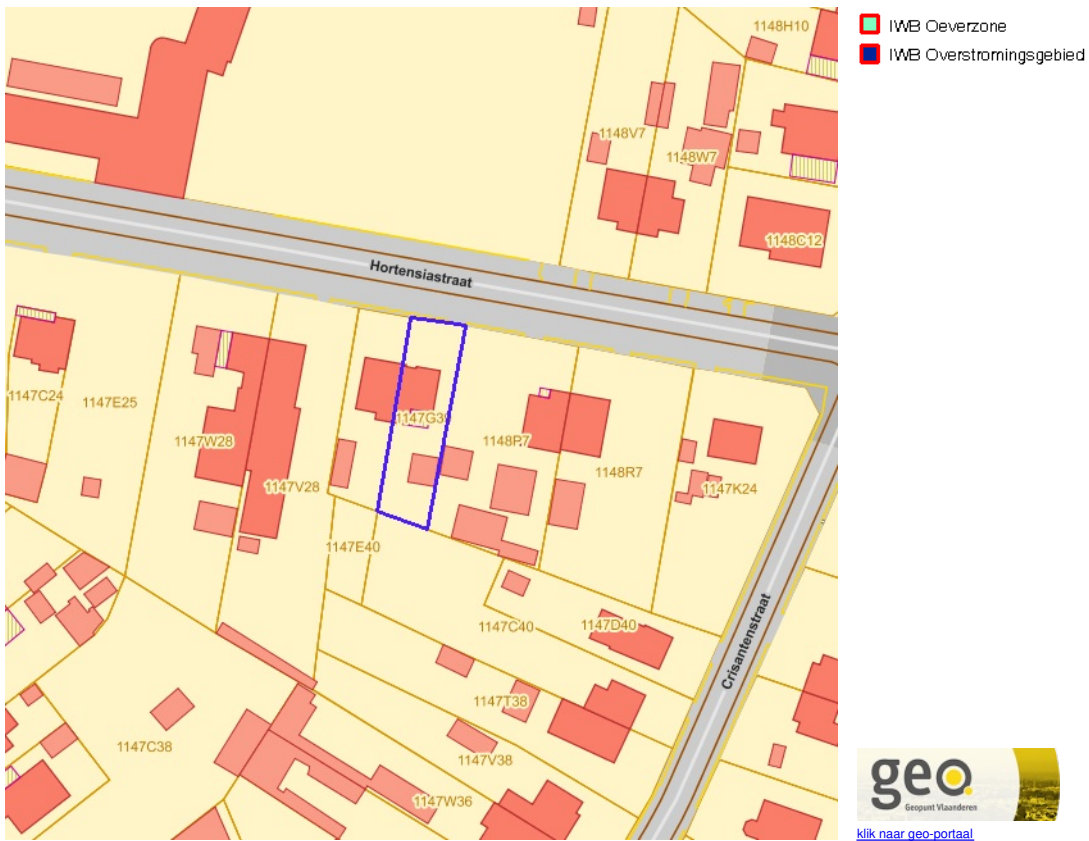 IWB Oeverzone
IWB Overstromingsgebied
1148H10
1148V7
1148W7
1148C12
Hortensiastraat
1147C24
1147E25
1147W28
1147V28
1148P7
1148R7
1147K24
1147E40
1147C40
1147D40
Crisantenstraat
1147T38
1147C38
1147V38
1147W36
geo
Geopunt Vlaanderen
klik naar geo-portaal